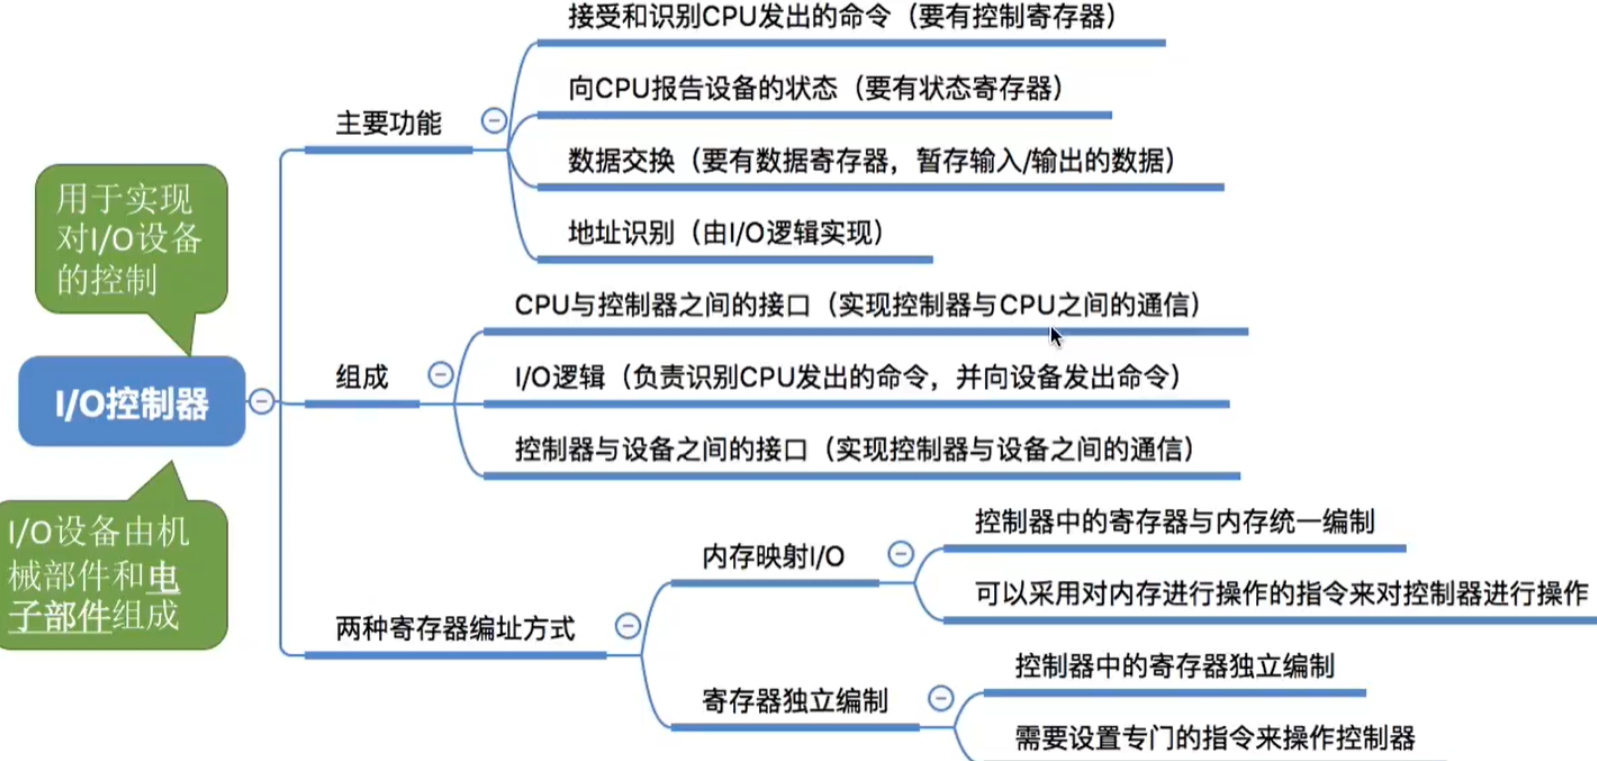 接受和识别CPU发出的命令（要有控制寄存器）
向CPU报告设备的状态（要有状态寄存器）
主要功能
数据交换（要有数据寄存器，暂存输入/输出的数据）
地址识别（由I/O逻辑实现）
用于实现
对I/O设备
的控制
CPU与控制器之间的接口（实现控制器与CPU之间的通信）
组成
I/O逻辑（负责识别CPU发出的命令，并向设备发出命令）
控制器与设备之间的接口（实现控制器与设备之间的通信）
I/O控制器
I/O设备由机
械部件和电
子部件组成
两种寄存器编址方式
内存映射I/O
控制器中的寄存器与内存统一编制
可以采用对内存进行操作的指令来对控制器进行操作
寄存器独立编制
控制器中的寄存器独立编制
需要设置专门的指令来操作控制器